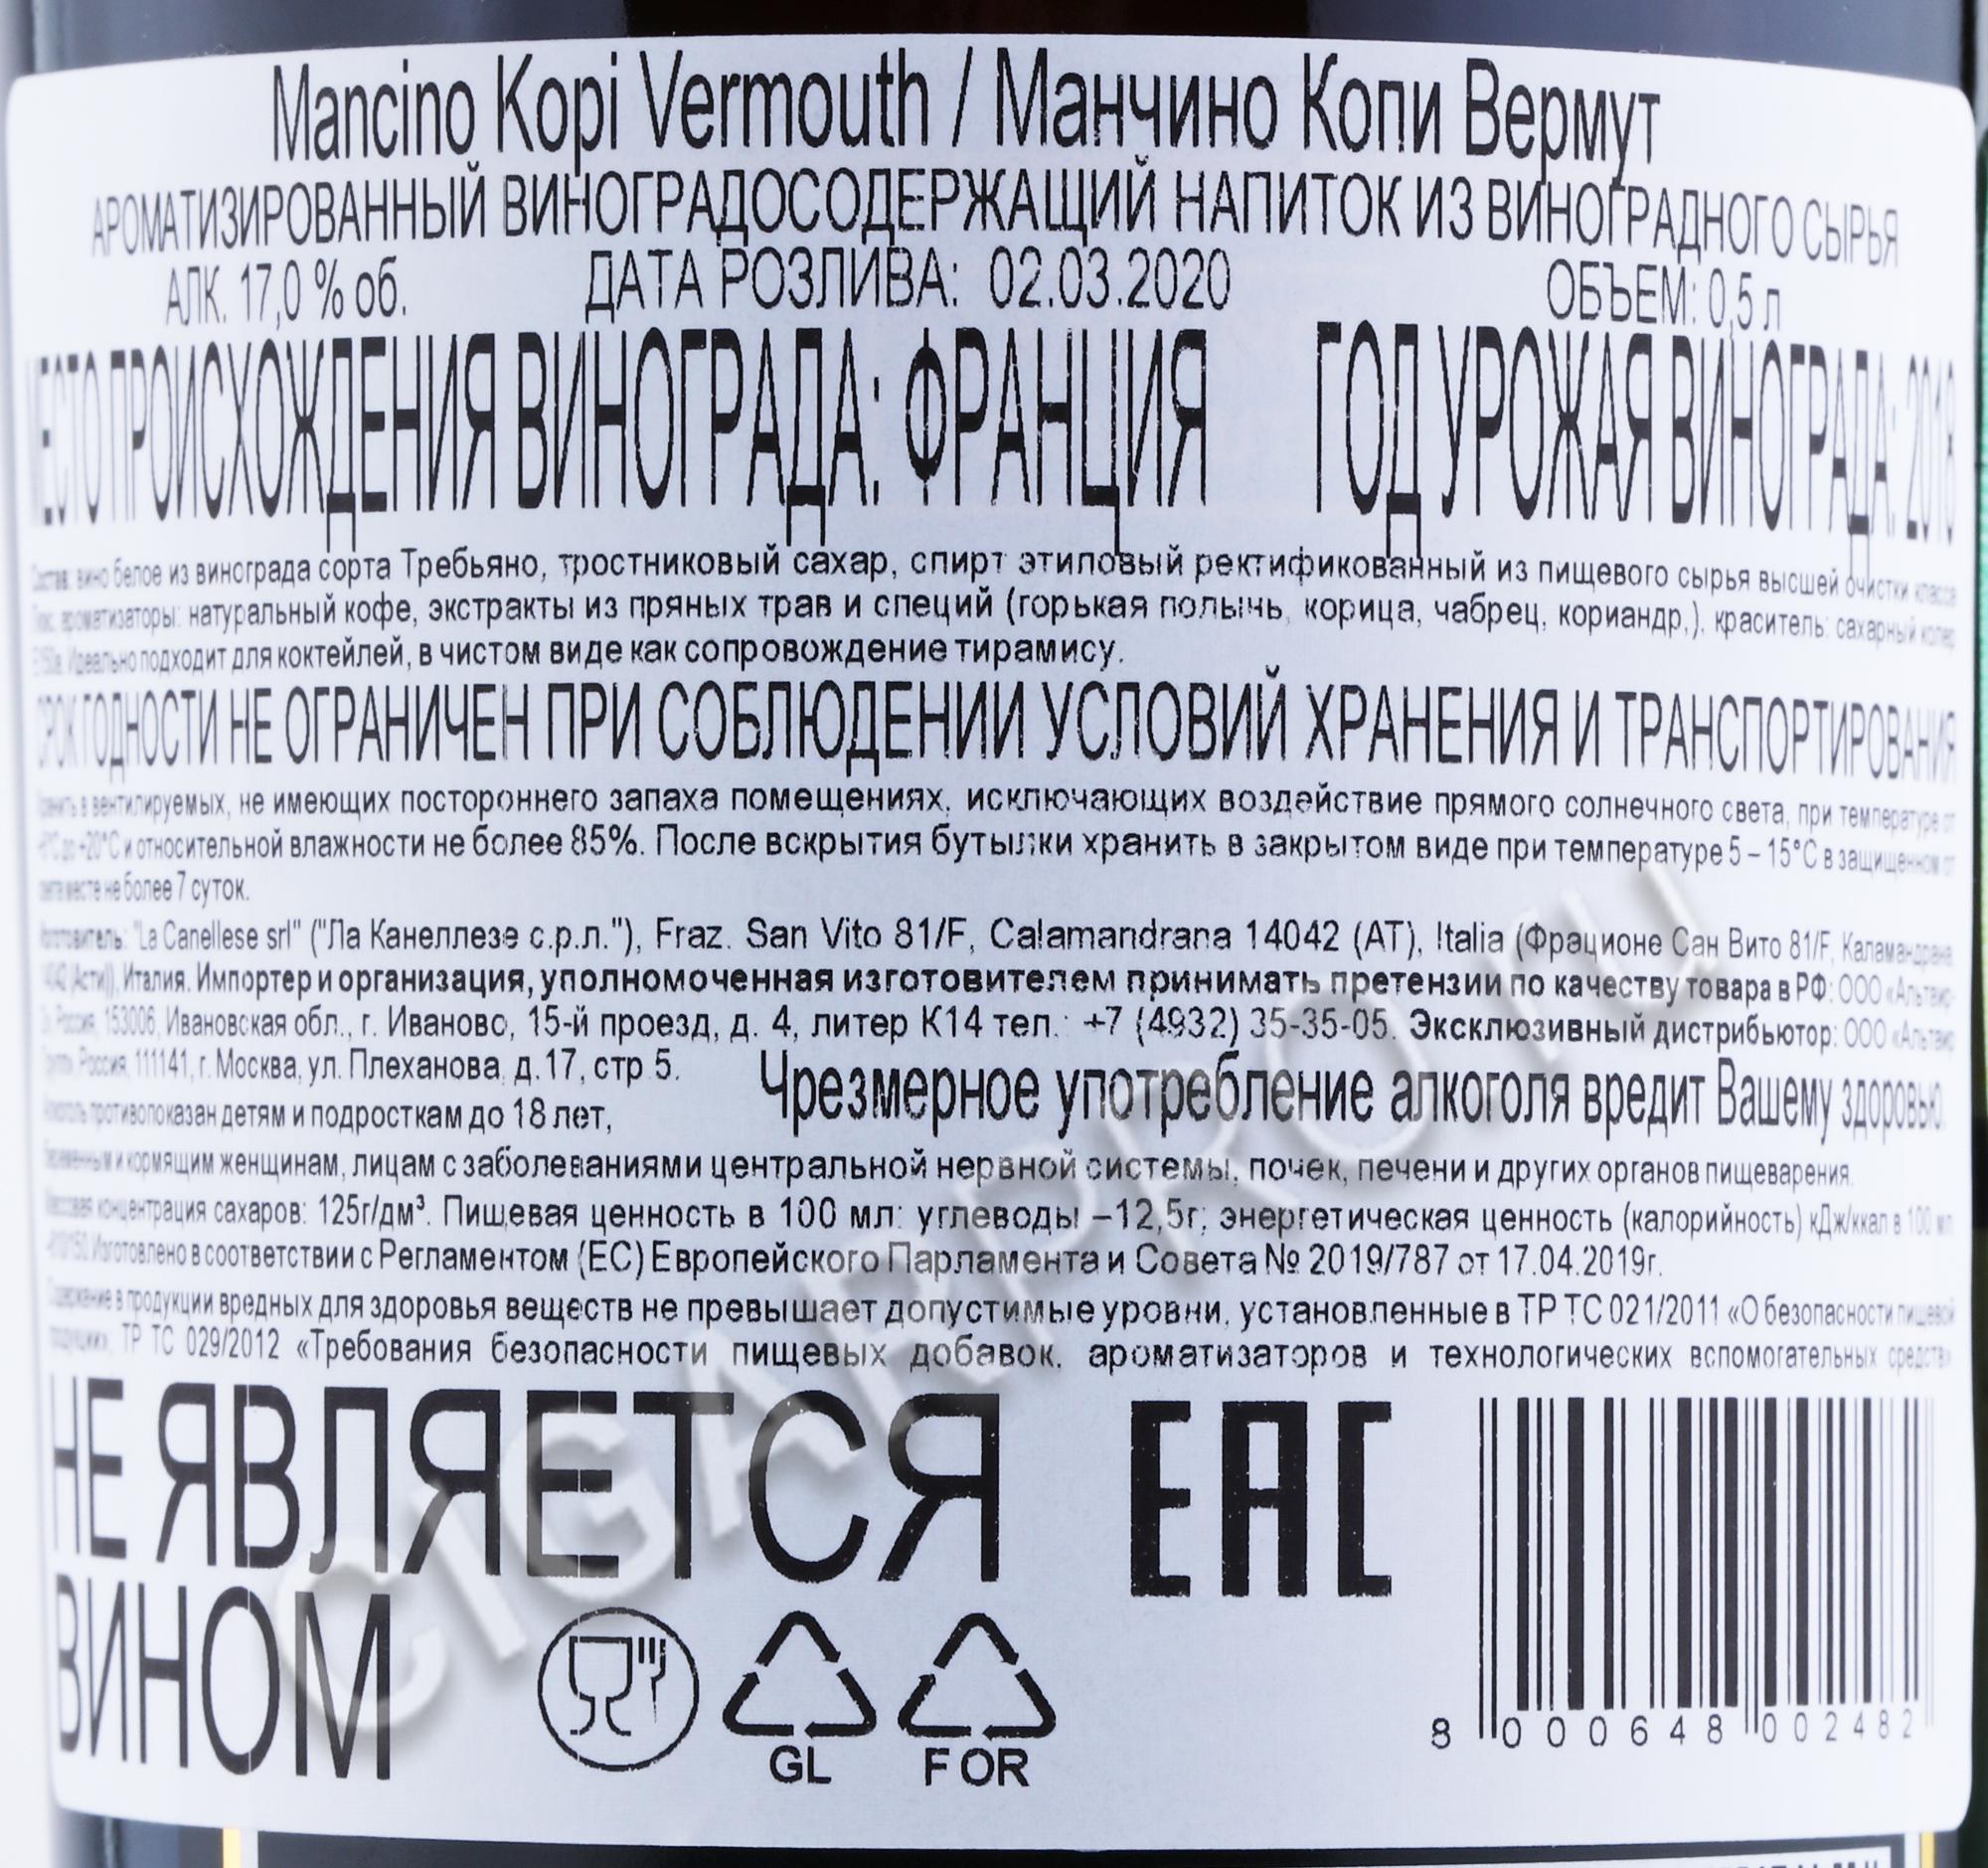 Mancino Kopi Vermouth / Манчино Копи Вермут
АРОМАТИЗИРОВАННЫЙ ВИНОГРАДОСОДЕРЖАЩИЙ НАПИТОК ИЗ ВИНОГРАДНОГО СЫРЬЯ
АЛК. 17,0 % об. ДАТА РОЗЛИВА: 02.03.2020 ОБЪЕМ: 0,5 л
МЕСТО ПРОИСХОЖДЕНИЯ ВИНОГРАДА: ФРАНЦИЯ ГОД УРОЖАЯ ВИНОГРАДА: 2018
Состав: вино белое из винограда сорта Требьяно, тростниковый сахар, спирт этиловый ректификованный из пищевого сырья высшей очистки класса
ароматизаторы: натуральный кофе, экстракты из пряных трав и специй (горькая полынь, корица, чабрец, кориандр,), краситель: сахарный колер
Идеально подходит для коктейлей, в чистом виде как сопровождение тирамису.
СРОК ГОДНОСТИ НЕ ОГРАНИЧЕН ПРИ СОБЛЮДЕНИИ УСЛОВИЙ ХРАНЕНИЯ И ТРАНСПОРТИРОВАНИЯ
Хранить в вентилируемых, не имеющих постороннего запаха помещениях, исключающих воздействие прямого солнечного света, при температуре от
до +20°C и относительной влажности не более 85%. После вскрытия бутылки хранить в закрытом виде при температуре 5 – 15°C в защищенном от
света месте не более 7 суток.
Изготовитель: "La Canellese srl" ("Ла Канеллезе с.р.л."), Fraz. San Vito 81/F, Calamandrana 14042 (AT), Italia (Фрационе Сан Вито 81/F, Каламандрана
(Асти)), Италия. Импортер и организация, уполномоченная изготовителем принимать претензии по качеству товара в РФ: ООО
Россия, 153006, Ивановская обл., г. Иваново, 15-й проезд, д. 4, литер К14 тел.: +7 (4932) 35-35-05. Эксклюзивный дистрибьютор: ООО
Россия, 111141, г. Москва, ул. Плеханова, д.17, стр 5.
Чрезмерное употребление алкоголя вредит Вашему здоровью.
Алкоголь противопоказан детям и подросткам до 18 лет,
беременным и кормящим женщинам, лицам с заболеваниями центральной нервной системы, почек, печени и других органов пищеварения.
Массовая концентрация сахаров: 125г/дм³. Пищевая ценность в 100 мл: углеводы –12,5г; энергетическая ценность (калорийность) кДж/ккал в 100 мл
Изготовлено в соответствии с Регламентом (ЕС) Европейского Парламента и Совета № 2019/787 от 17.04.2019г.
Содержание в продукции вредных для здоровья веществ не превышает допустимые уровни, установленные в ТР ТС 021/2011 «О безопасности пищевой
продукции», ТР ТС 029/2012 «Требования безопасности пищевых добавок, ароматизаторов и технологических вспомогательных средств»
НЕ ЯВЛЯЕТСЯ
ВИНОМ
EAC
GL FOR
8 000648 002482
CIGARPRO.ru